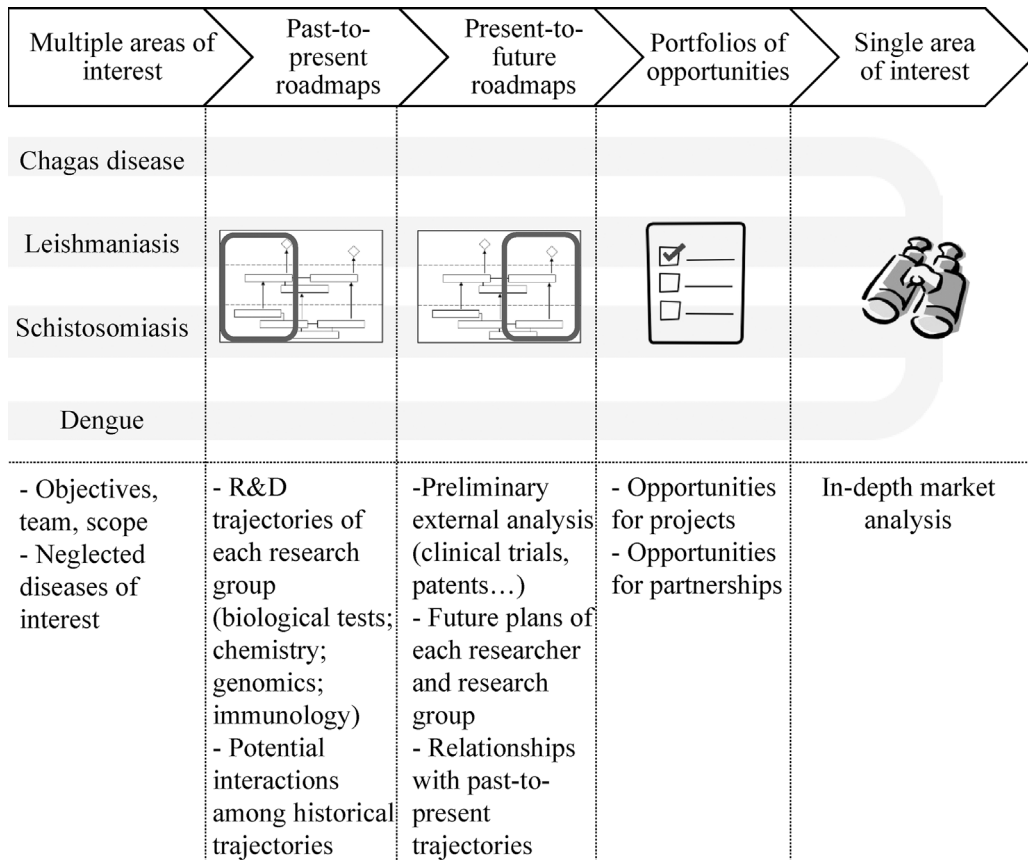 Multiple areas of
interest
Past-to-
present
roadmaps
Present-to-
future
roadmaps
Portfolios of
opportunities
Single area
of interest
Chagas disease
Leishmaniasis
Schistosomiasis
Dengue
- Objectives,
team, scope
- Neglected
diseases of
interest
- R&D
trajectories of
each research
group
(biological tests;
chemistry;
genomics;
immunology)
- Potential
interactions
among historical
trajectories
-Preliminary
external analysis
(clinical trials,
patents…)
- Future plans of
each researcher
and research
group
- Relationships
with past-to-
present
trajectories
- Opportunities
for projects
- Opportunities
for partnerships
In-depth market
analysis